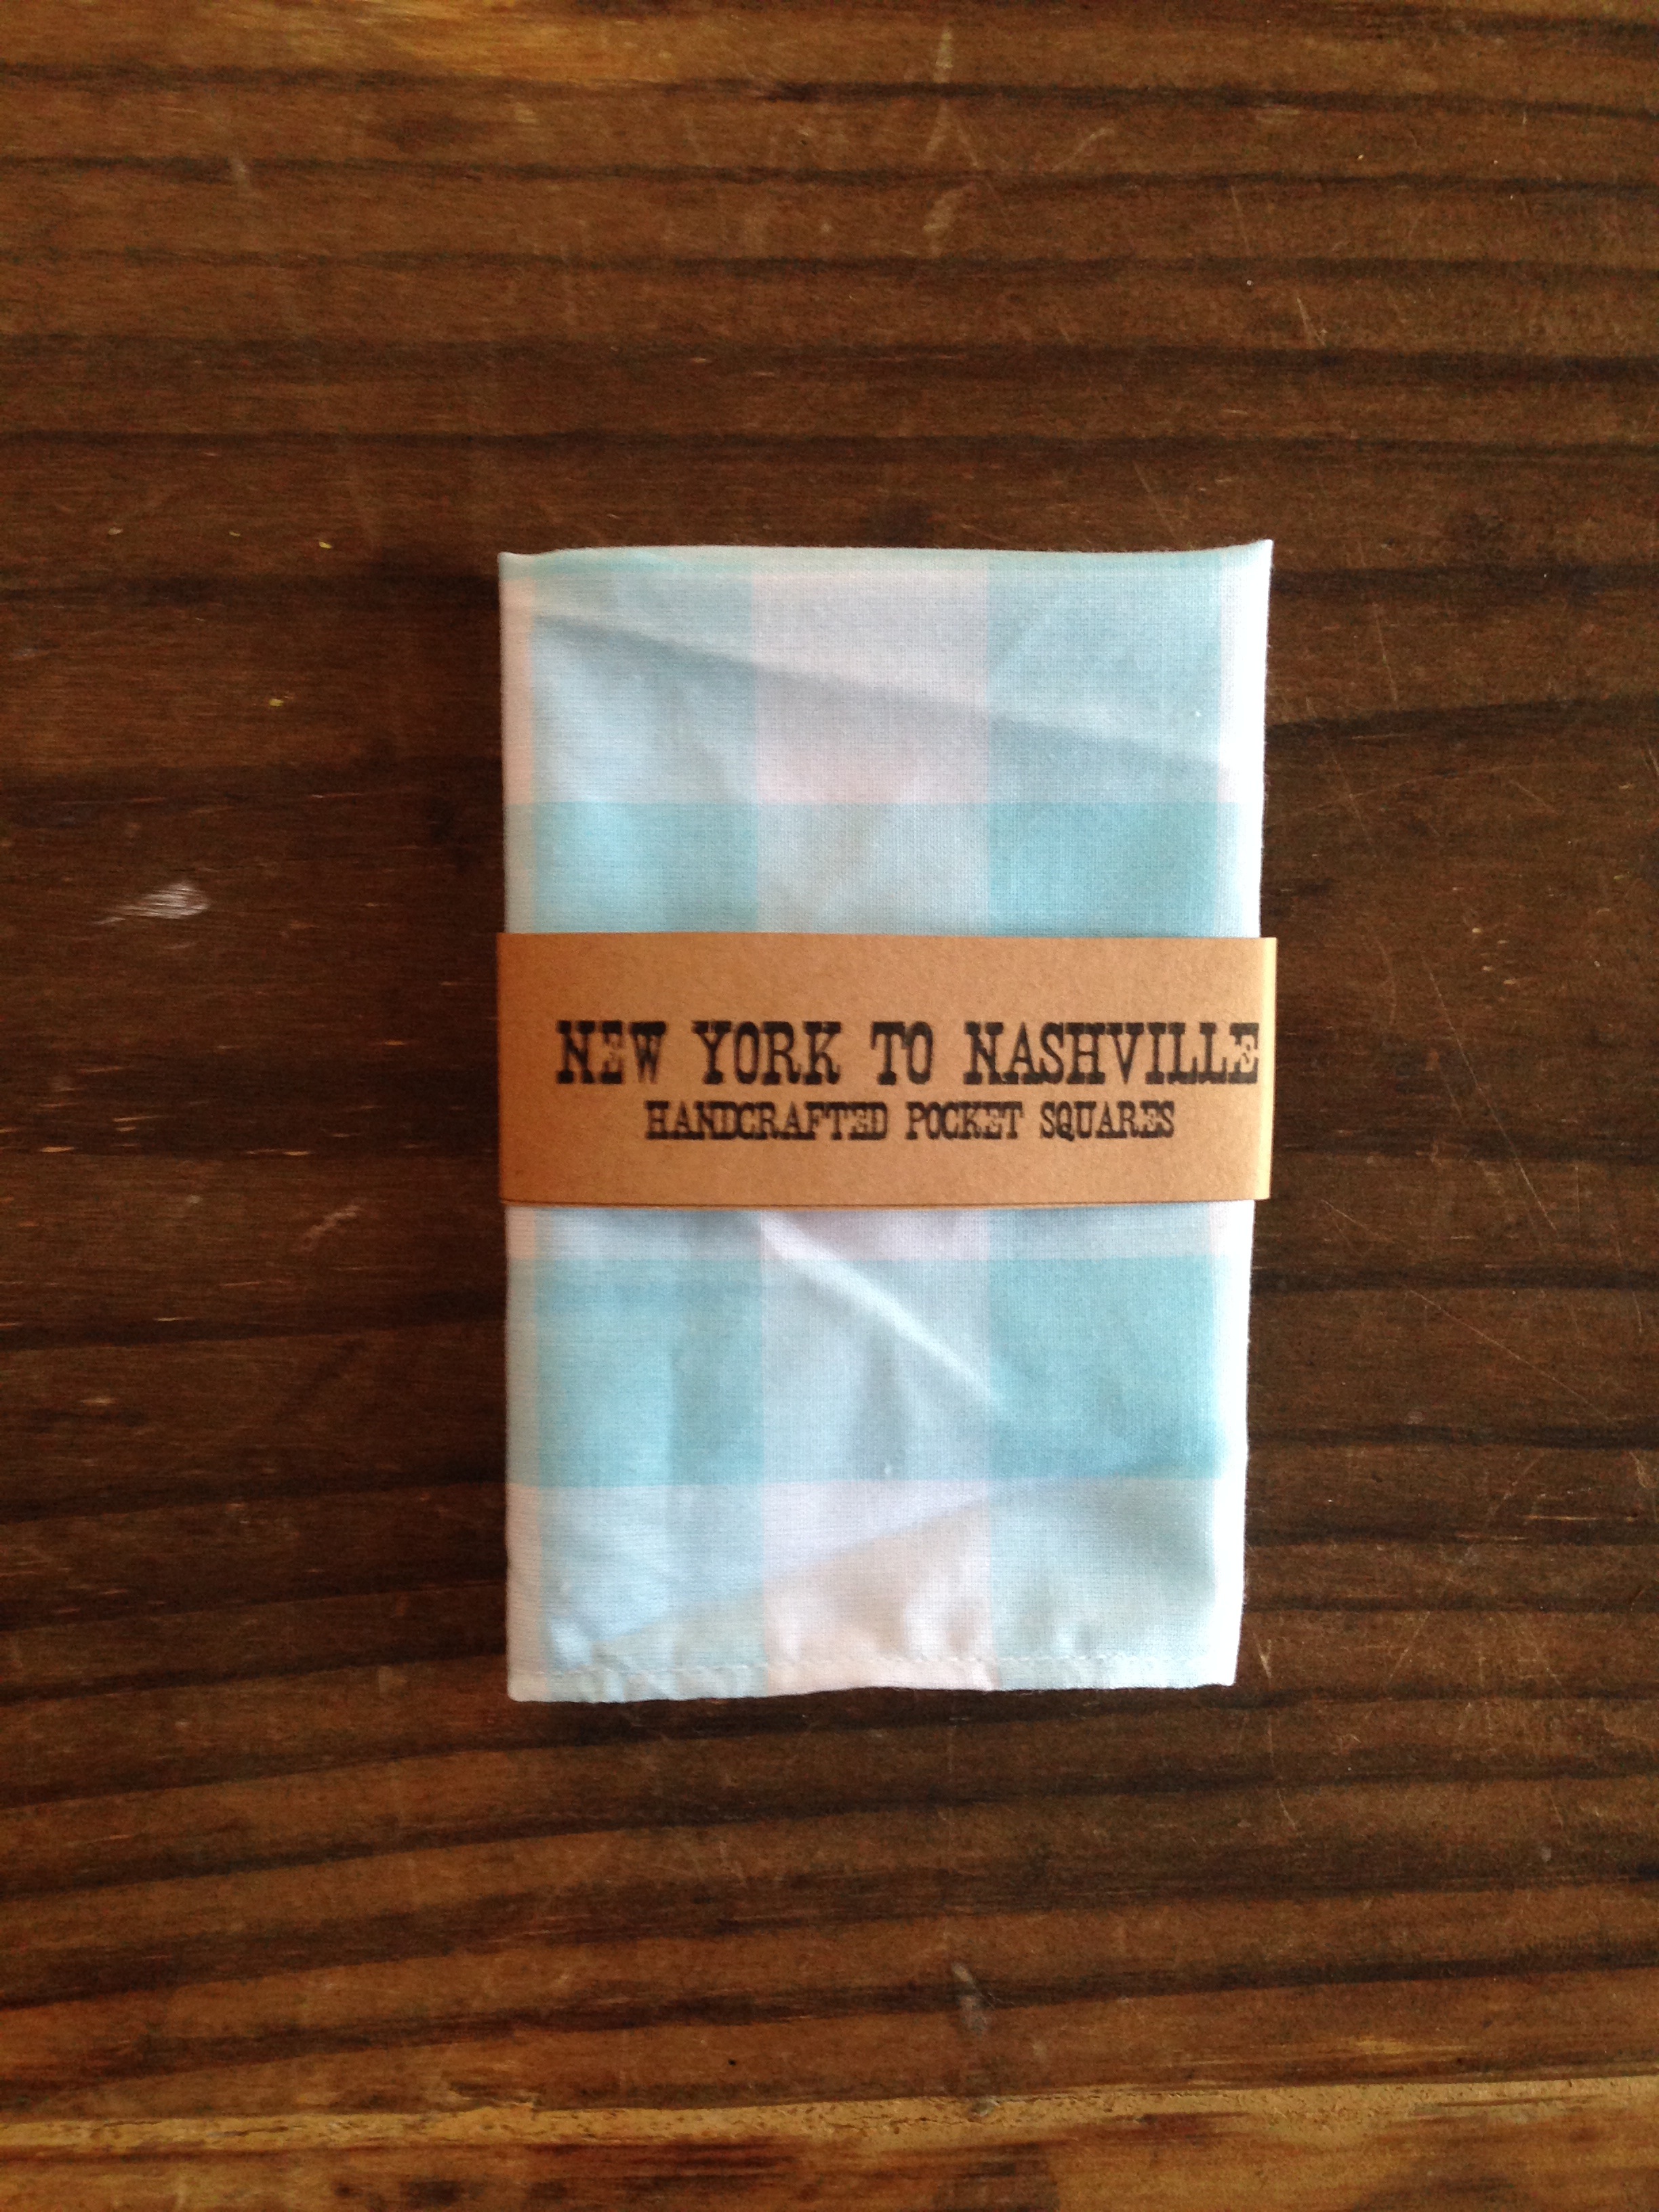 NEW YORK TO NASHVILLE
HANDCRAFTED POCKET SQUARES